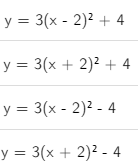 y = 3(x - 2)² + 4
y = 3(x + 2)² + 4
y = 3(x - 2)² - 4
y = 3(x + 2)² - 4